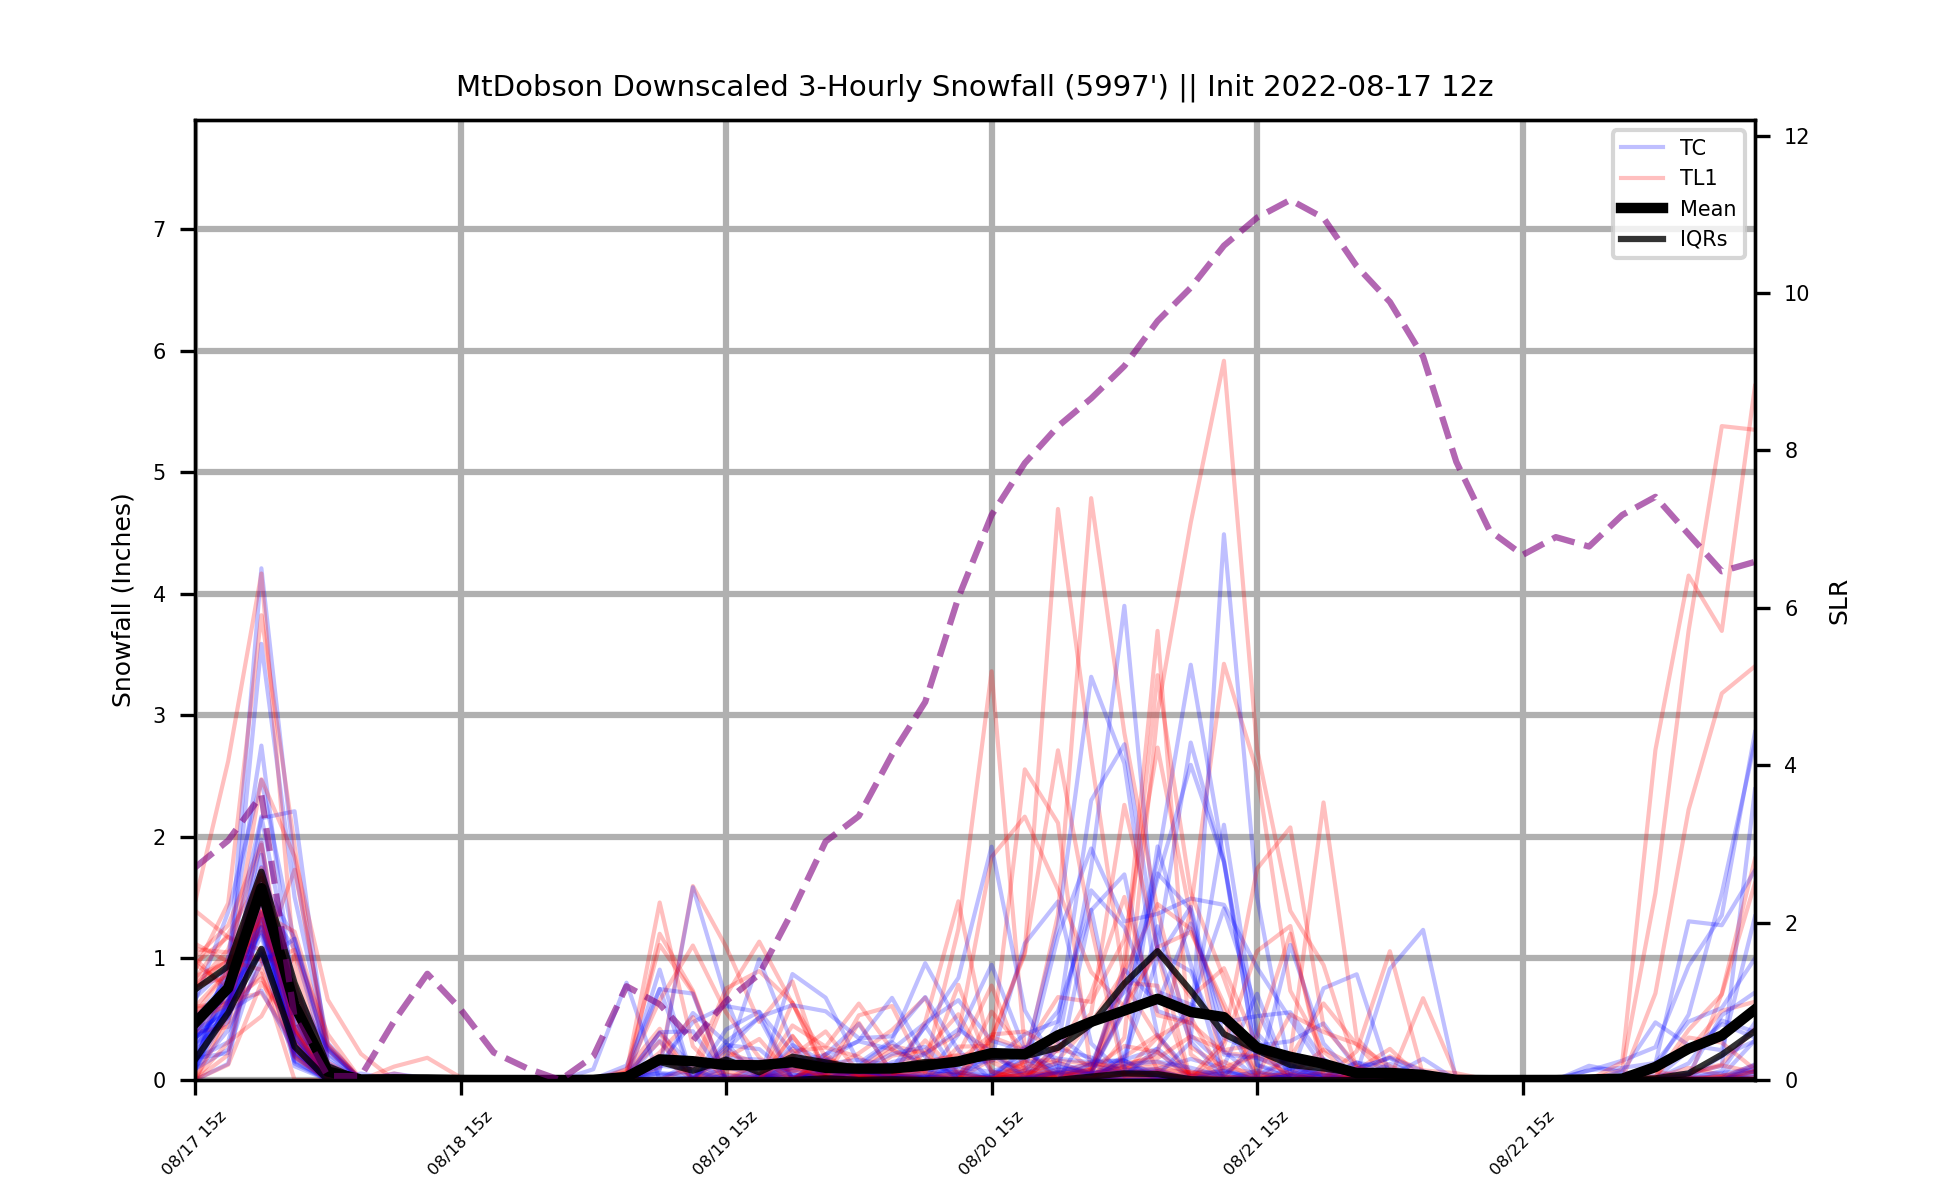 MtDobson Downscaled 3-Hourly Snowfall (5997') || Init 2022-08-17 12z
TC
TL1
Mean
IQRs
Snowfall (Inches)
7
6
5
4
3
2
1
0
SLR
12
10
8
6
4
2
0
08/17 15z
08/18 15z
08/19 15z
08/20 15z
08/21 15z
08/22 15z